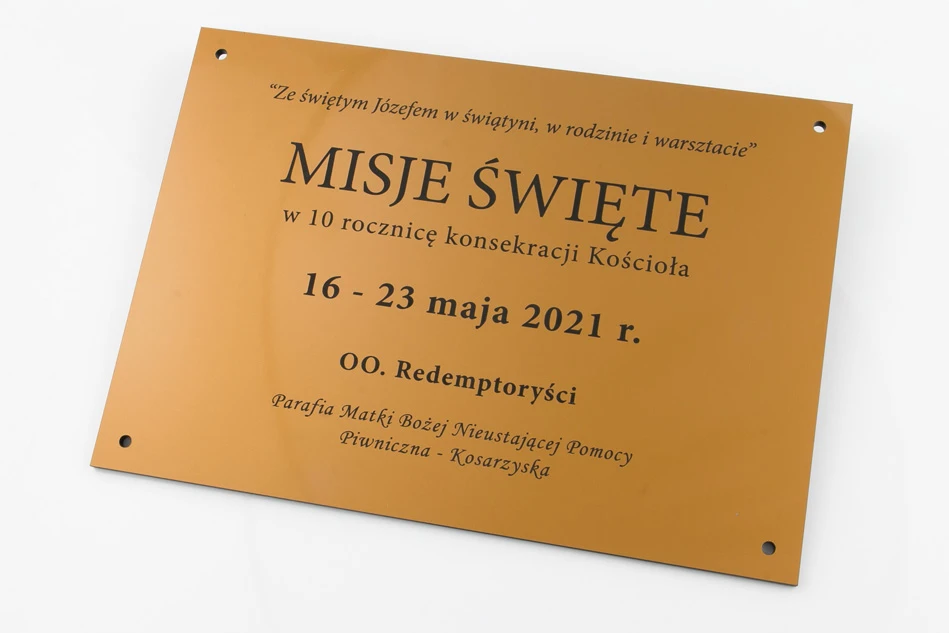 “Ze świętym Józefem w świątyni, w rodzinie i warsztacie”
MISJE ŚWIĘTE
w 10 rocznicę konsekracji Kościoła
16 - 23 maja 2021 r.
OO. Redemptoryści
Parafia Matki Bożej Nieustającej Pomocy
Piwniczna - Kosarzyska